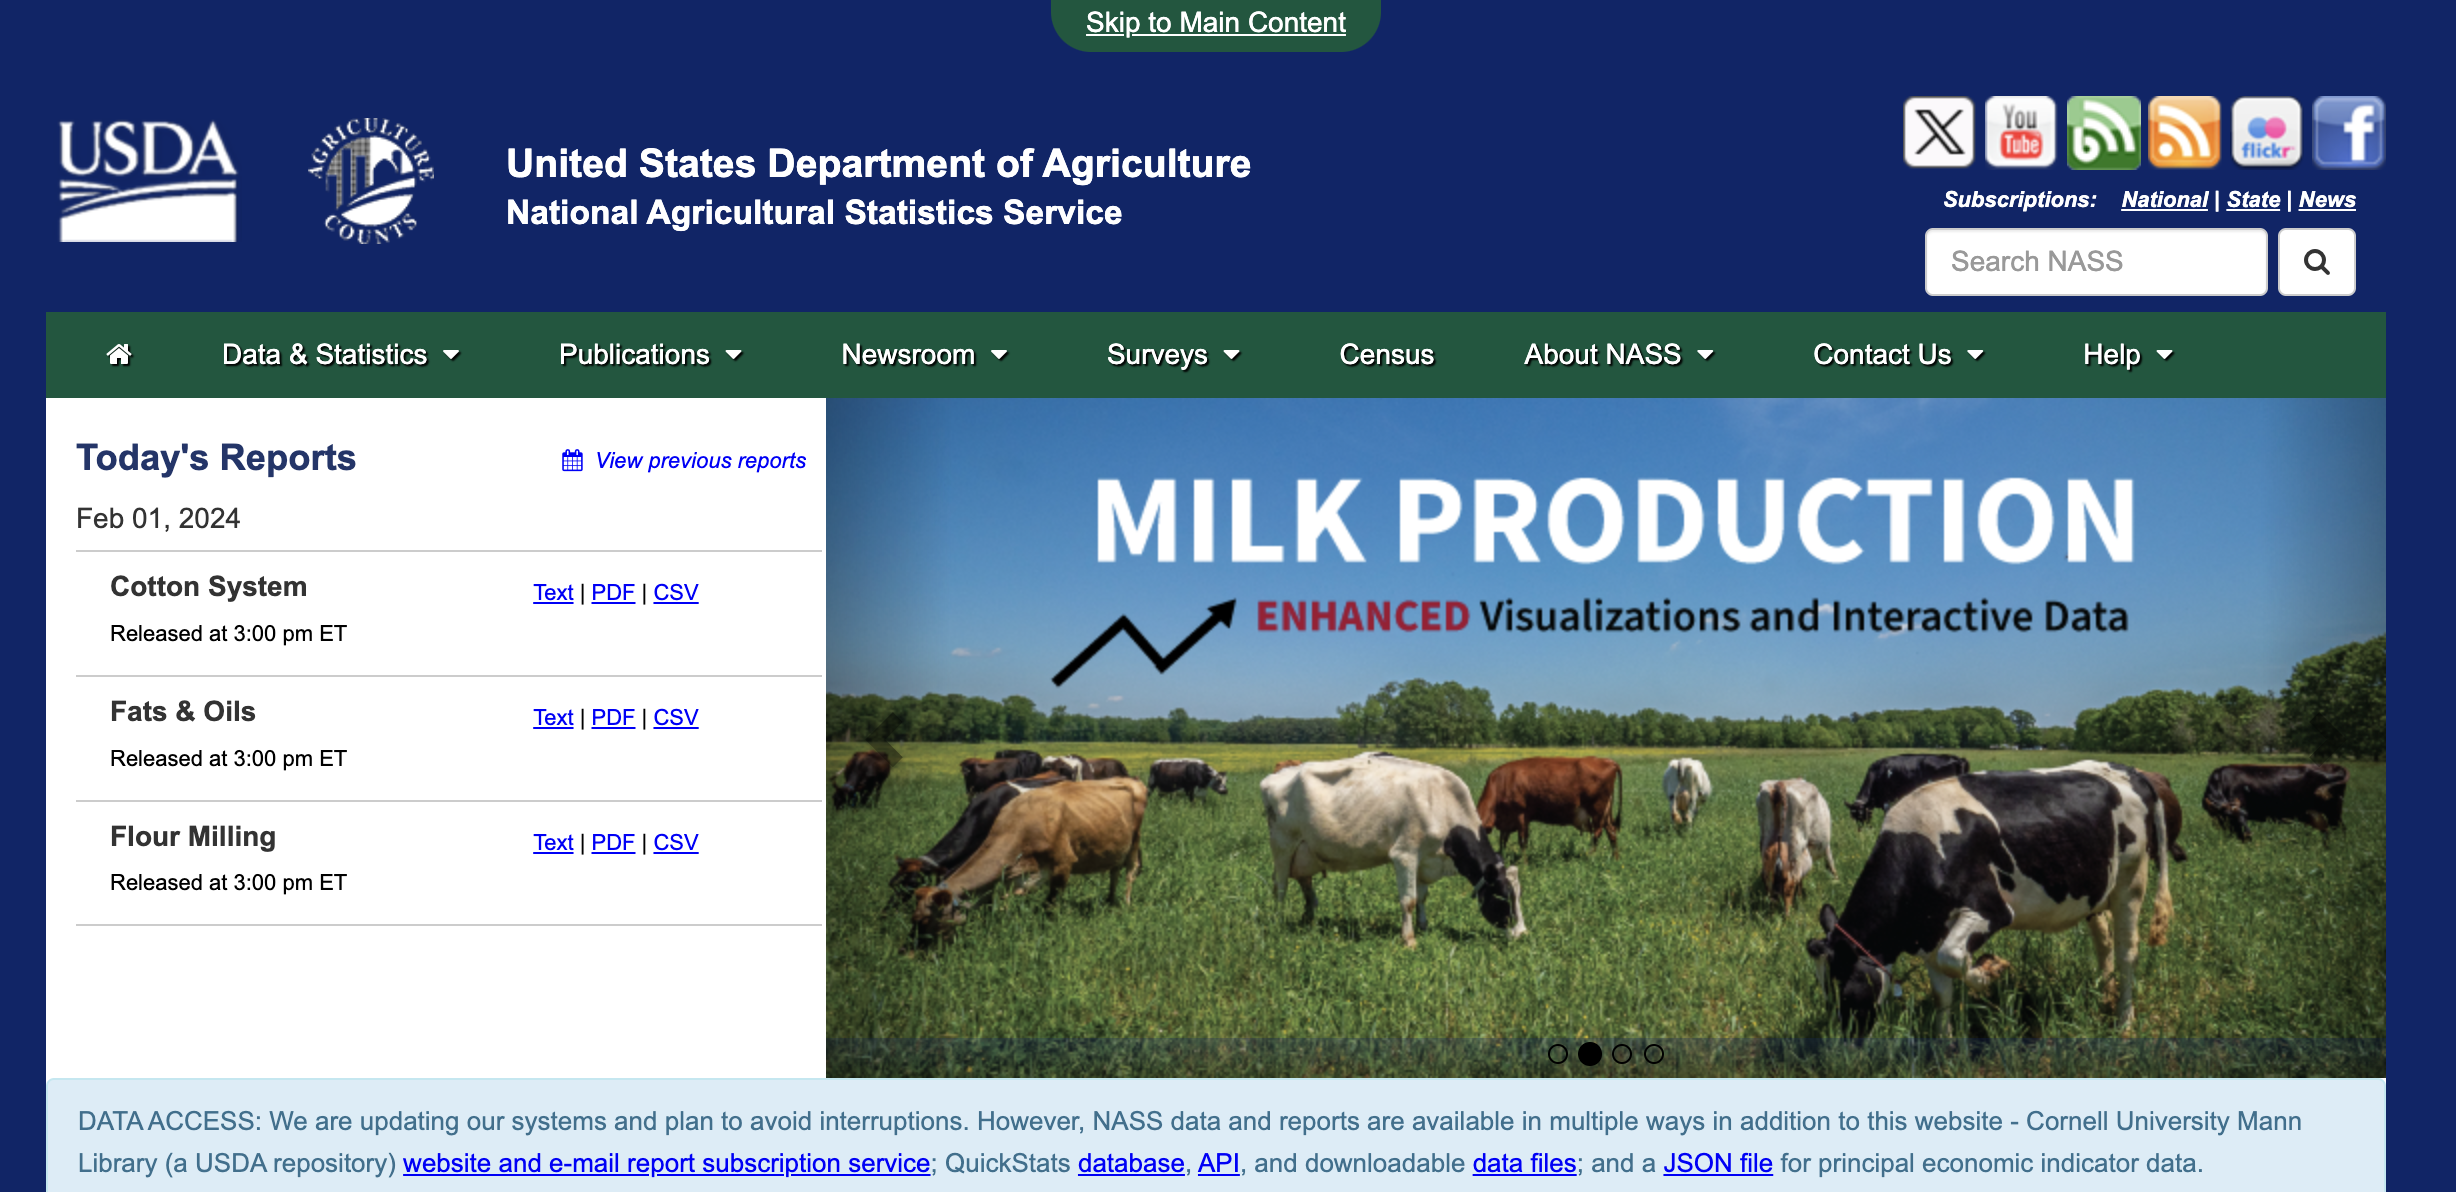 Skip to Main Content
USDA
AGRICULTURE
COUNTS
United States Department of Agriculture
National Agricultural Statistics Service
You
Tube
flickr
Subscriptions: National | State | News
Search NASS
Data & Statistics
Publications
Newsroom
Surveys
Census
About NASS
Contact Us
Help
Today's Reports
View previous reports
Feb 01, 2024
Cotton System
Text | PDF | CSV
Released at 3:00 pm ET
Fats & Oils
Text | PDF | CSV
Released at 3:00 pm ET
Flour Milling
Text | PDF | CSV
Released at 3:00 pm ET
MILK PRODUCTION
ENHANCED Visualizations and Interactive Data
DATA ACCESS: We are updating our systems and plan to avoid interruptions. However, NASS data and reports are available in multiple ways in addition to this website - Cornell University Mann
Library (a USDA repository) website and e-mail report subscription service; QuickStats database, API, and downloadable data files; and a JSON file for principal economic indicator data.